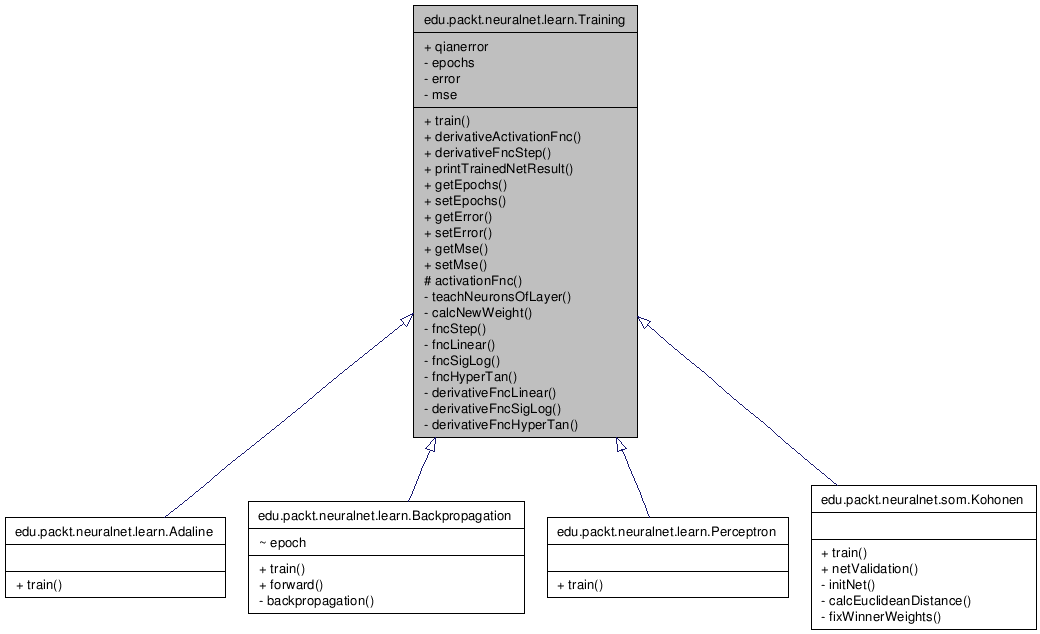 edu.packt.neuralnet.learn.Training
+ qianerror
- epochs
- error
- mse
+ train()
+ derivativeActivationFnc()
+ derivativeFncStep()
+ printTrainedNetResult()
+ getEpochs()
+ setEpochs()
+ getError()
+ setError()
+ getMse()
+ setMse()
# activationFnc()
- teachNeuronsOfLayer()
- calcNewWeight()
- fncStep()
- fncLinear()
- fncSigLog()
- fncHyperTan()
- derivativeFncLinear()
- derivativeFncSigLog()
- derivativeFncHyperTan()
edu.packt.neuralnet.learn.Adaline
+ train()
edu.packt.neuralnet.learn.Backpropagation
~ epoch
+ train()
+ forward()
- backpropagation()
edu.packt.neuralnet.learn.Perceptron
+ train()
edu.packt.neuralnet.som.Kohonen
+ train()
+ netValidation()
- initNet()
- calcEuclideanDistance()
- fixWinnerWeights()